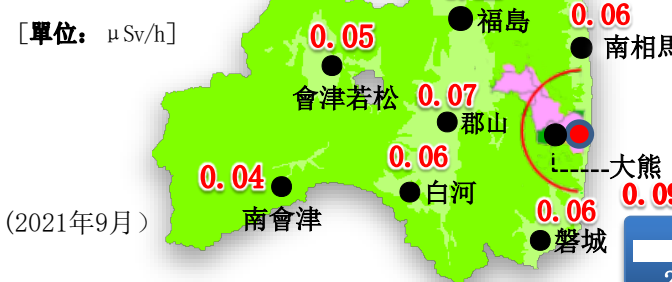 [單位: μSv/h]
福島
0.06
南相馬
0.05
會津若松
0.07
郡山
0.06
白河
大熊
0.09
0.04
南會津
0.06
磐城
(2021年9月)